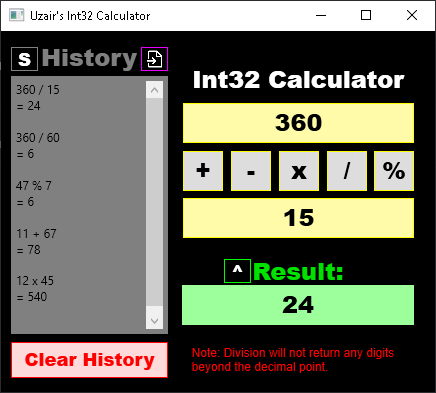 Uzair's Int32 Calculator
S History
360 / 15
= 24
360 / 60
= 6
47 % 7
= 6
11 + 67
= 78
12 x 45
= 540
Clear History
Int32 Calculator
360
+ - x / %
15
^ Result:
24
Note: Division will not return any digits
beyond the decimal point.